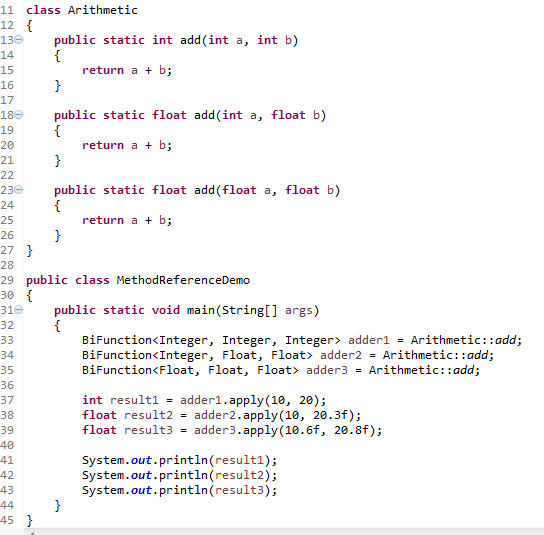 11 class Arithmetic
12 {
13 public static int add(int a, int b)
14 {
15 return a + b;
16 }
17
18 public static float add(int a, float b)
19 {
20 return a + b;
21 }
22
23 public static float add(float a, float b)
24 {
25 return a + b;
26 }
27 }
28
29 public class MethodReferenceDemo
30 {
31 public static void main(String[] args)
32 {
33 BiFunction<Integer, Integer, Integer> adder1 = Arithmetic::add;
34 BiFunction<Integer, Float, Float> adder2 = Arithmetic::add;
35 BiFunction<Float, Float, Float> adder3 = Arithmetic::add;
36
37 int result1 = adder1.apply(10, 20);
38 float result2 = adder2.apply(10, 20.3f);
39 float result3 = adder3.apply(10.6f, 20.8f);
40
41 System.out.println(result1);
42 System.out.println(result2);
43 System.out.println(result3);
44 }
45 }